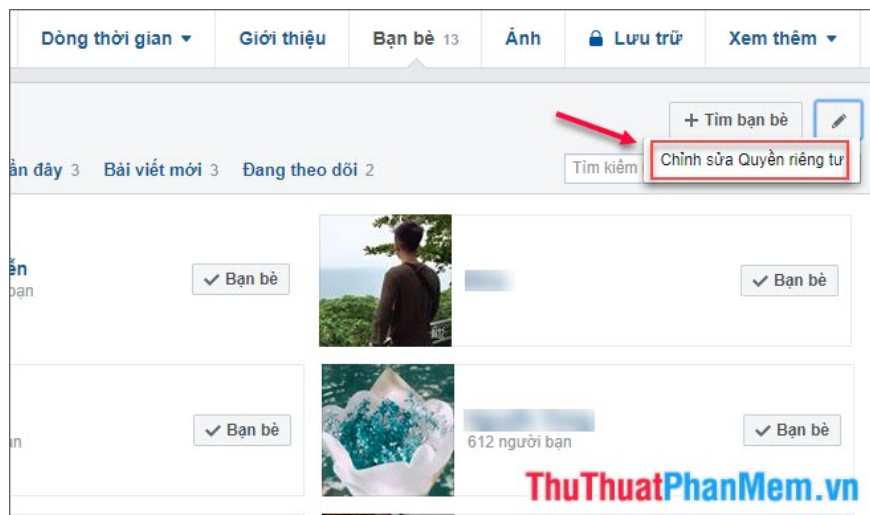 Dòng thời gian Giới thiệu Bạn bè 13 Ảnh Lưu trữ Xem thêm
+ Tìm bạn bè
Chỉnh sửa Quyền riêng tư
ần đây 3 Bài viết mới 3 Đang theo dõi 2 Tìm kiếm
ễn
bạn
Bạn bè
Bạn bè
Bạn bè
612 người bạn
Bạn bè
ThuThuatPhanMem.vn